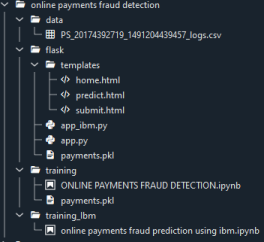 online payments fraud detection
data
PS_20174392719_1491204439457_logs.csv
flask
templates
home.html
predict.html
submit.html
app_ibm.py
app.py
payments.pkl
training
ONLINE PAYMENTS FRAUD DETECTION.ipynb
payments.pkl
training_Ibm
online payments fraud prediction using ibm.ipynb